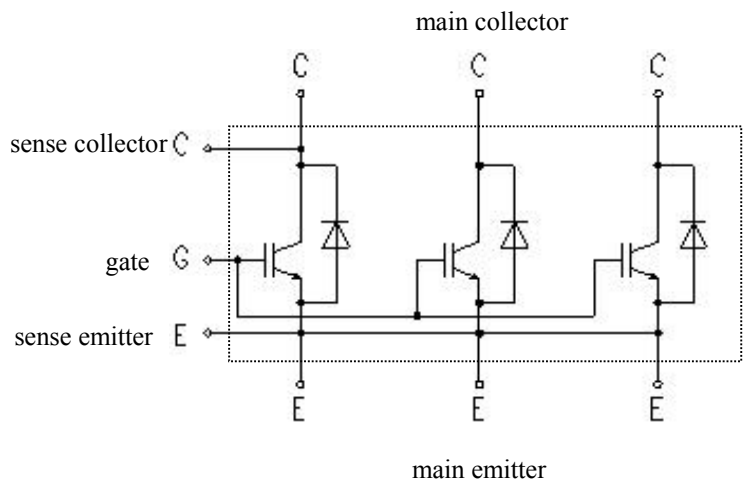 main collector
C C C
sense collector C
gate G
sense emitter E
E E E
main emitter